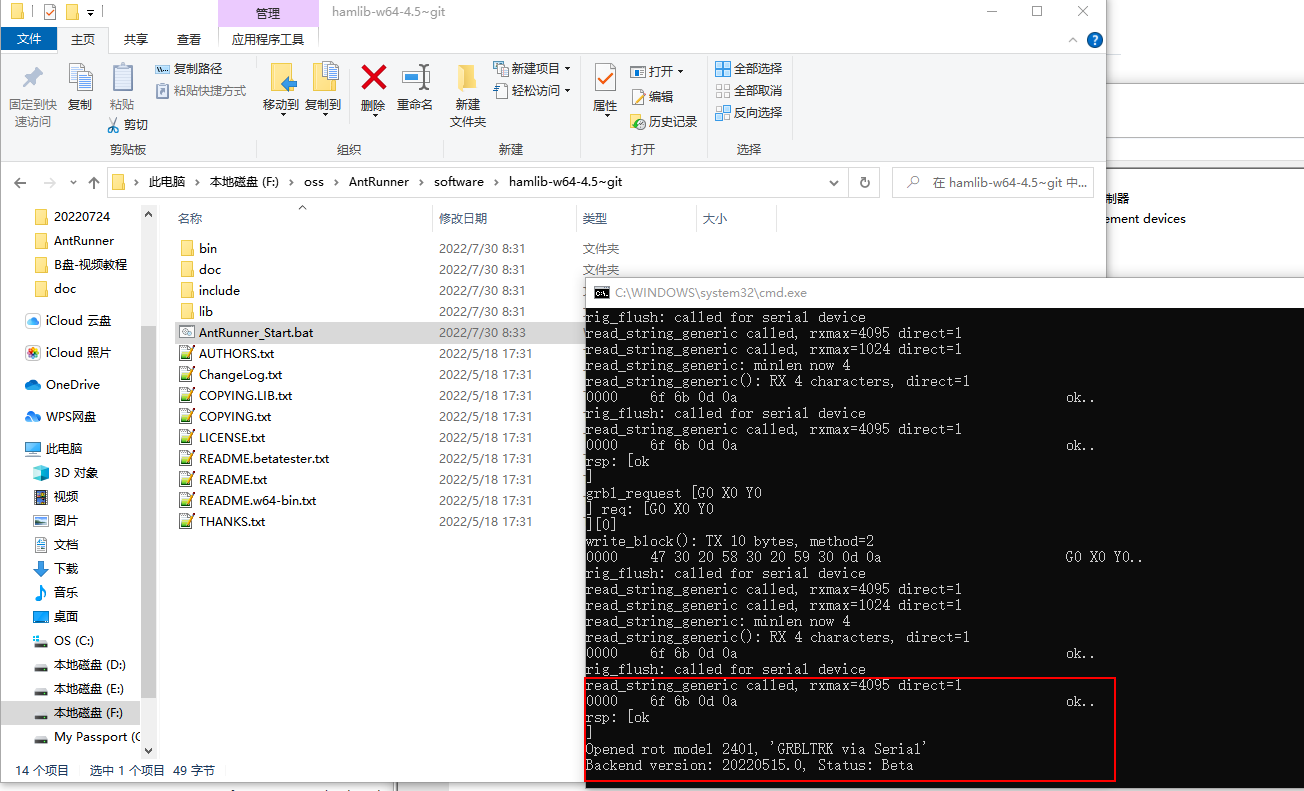 管理
hamlib-w64-4.5~git
文件
主页
共享
查看
应用程序工具
固定到快
速访问
复制
粘贴
复制路径
粘贴快捷方式
剪切
剪贴板
移动到
复制到
删除
重命名
组织
新建
文件夹
新建项目
轻松访问
新建
属性
打开
编辑
历史记录
打开
全部选择
全部取消
反向选择
选择
此电脑
本地磁盘 (F:)
oss
AntRunner
software
hamlib-w64-4.5~git
在 hamlib-w64-4.5~git 中...
制器
ement devices
20220724
AntRunner
B盘-视频教程
doc
iCloud 云盘
iCloud 照片
OneDrive
WPS网盘
此电脑
3D 对象
视频
图片
文档
下载
音乐
桌面
OS (C:)
本地磁盘 (D:)
本地磁盘 (E:)
本地磁盘 (F:)
My Passport (
名称 修改日期 类型 大小
bin 2022/7/30 8:31 文件夹
doc 2022/7/30 8:31 文件夹
include 2022/7/30 8:31
lib 2022/7/30 8:31
AntRunner_Start.bat 2022/7/30 8:33
AUTHORS.txt 2022/5/18 17:31
ChangeLog.txt 2022/5/18 17:31
COPYING.LIB.txt 2022/5/18 17:31
COPYING.txt 2022/5/18 17:31
LICENSE.txt 2022/5/18 17:31
README.betatester.txt 2022/5/18 17:31
README.txt 2022/5/18 17:31
README.w64-bin.txt 2022/5/18 17:31
THANKS.txt 2022/5/18 17:31
14 个项目 选中 1 个项目 49 字节
C:\WINDOWS\system32\cmd.exe
rig_flush: called for serial device
read_string_generic called, rxmax=4095 direct=1
read_string_generic called, rxmax=1024 direct=1
read_string_generic: minlen now 4
read_string_generic(): RX 4 characters, direct=1
0000 6f 6b 0d 0a ok..
rig_flush: called for serial device
read_string_generic called, rxmax=4095 direct=1
0000 6f 6b 0d 0a ok..
rsp: [ok
]
grbl_request [G0 X0 Y0
] req: [G0 X0 Y0
][0]
write_block(): TX 10 bytes, method=2
0000 47 30 20 58 30 20 59 30 0d 0a G0 X0 Y0..
rig_flush: called for serial device
read_string_generic called, rxmax=4095 direct=1
read_string_generic called, rxmax=1024 direct=1
read_string_generic: minlen now 4
read_string_generic(): RX 4 characters, direct=1
0000 6f 6b 0d 0a ok..
rig_flush: called for serial device
read_string_generic called, rxmax=4095 direct=1
0000 6f 6b 0d 0a ok..
rsp: [ok
]
Opened rot model 2401, 'GRBLTRK via Serial'
Backend version: 20220515.0, Status: Beta